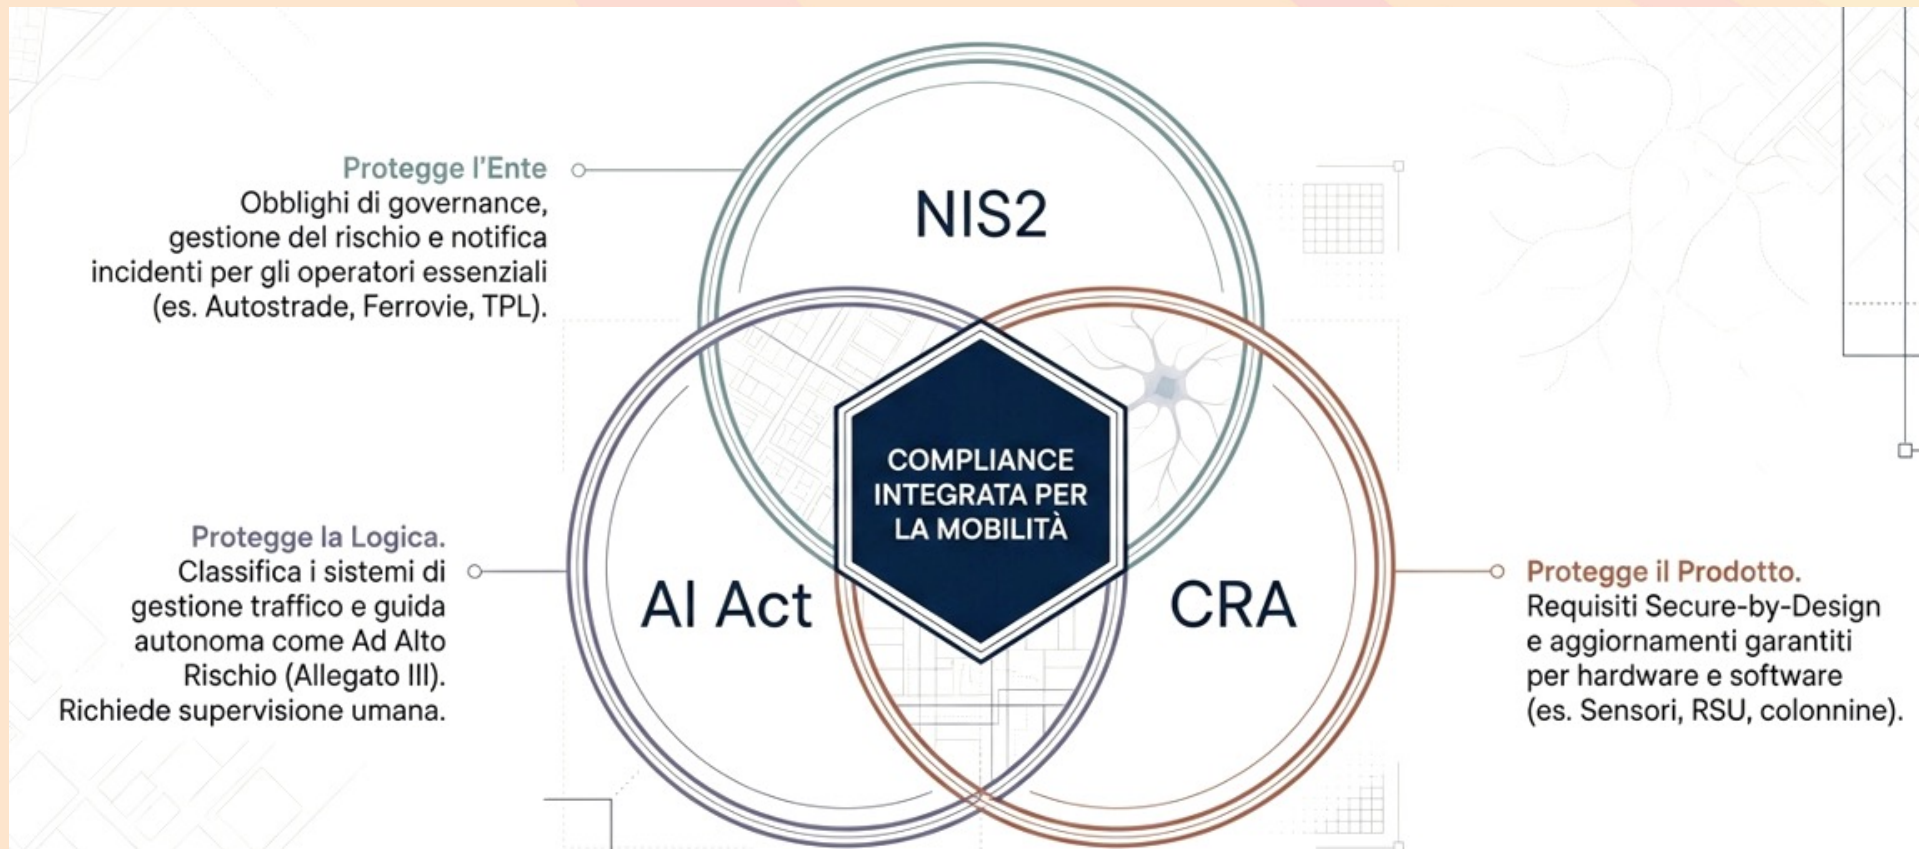 NIS2
Protegge l'Ente
Obblighi di governance,
gestione del rischio e notifica
incidenti per gli operatori essenziali
(es. Autostrade, Ferrovie, TPL).
COMPLIANCE
INTEGRATA PER
LA MOBILITÀ
AI Act
Protegge la Logica.
Classifica i sistemi di
gestione traffico e guida
autonoma come Ad Alto
Rischio (Allegato III).
Richiede supervisione umana.
CRA
Protegge il Prodotto.
Requisiti Secure-by-Design
e aggiornamenti garantiti
per hardware e software
(es. Sensori, RSU, colonnine).